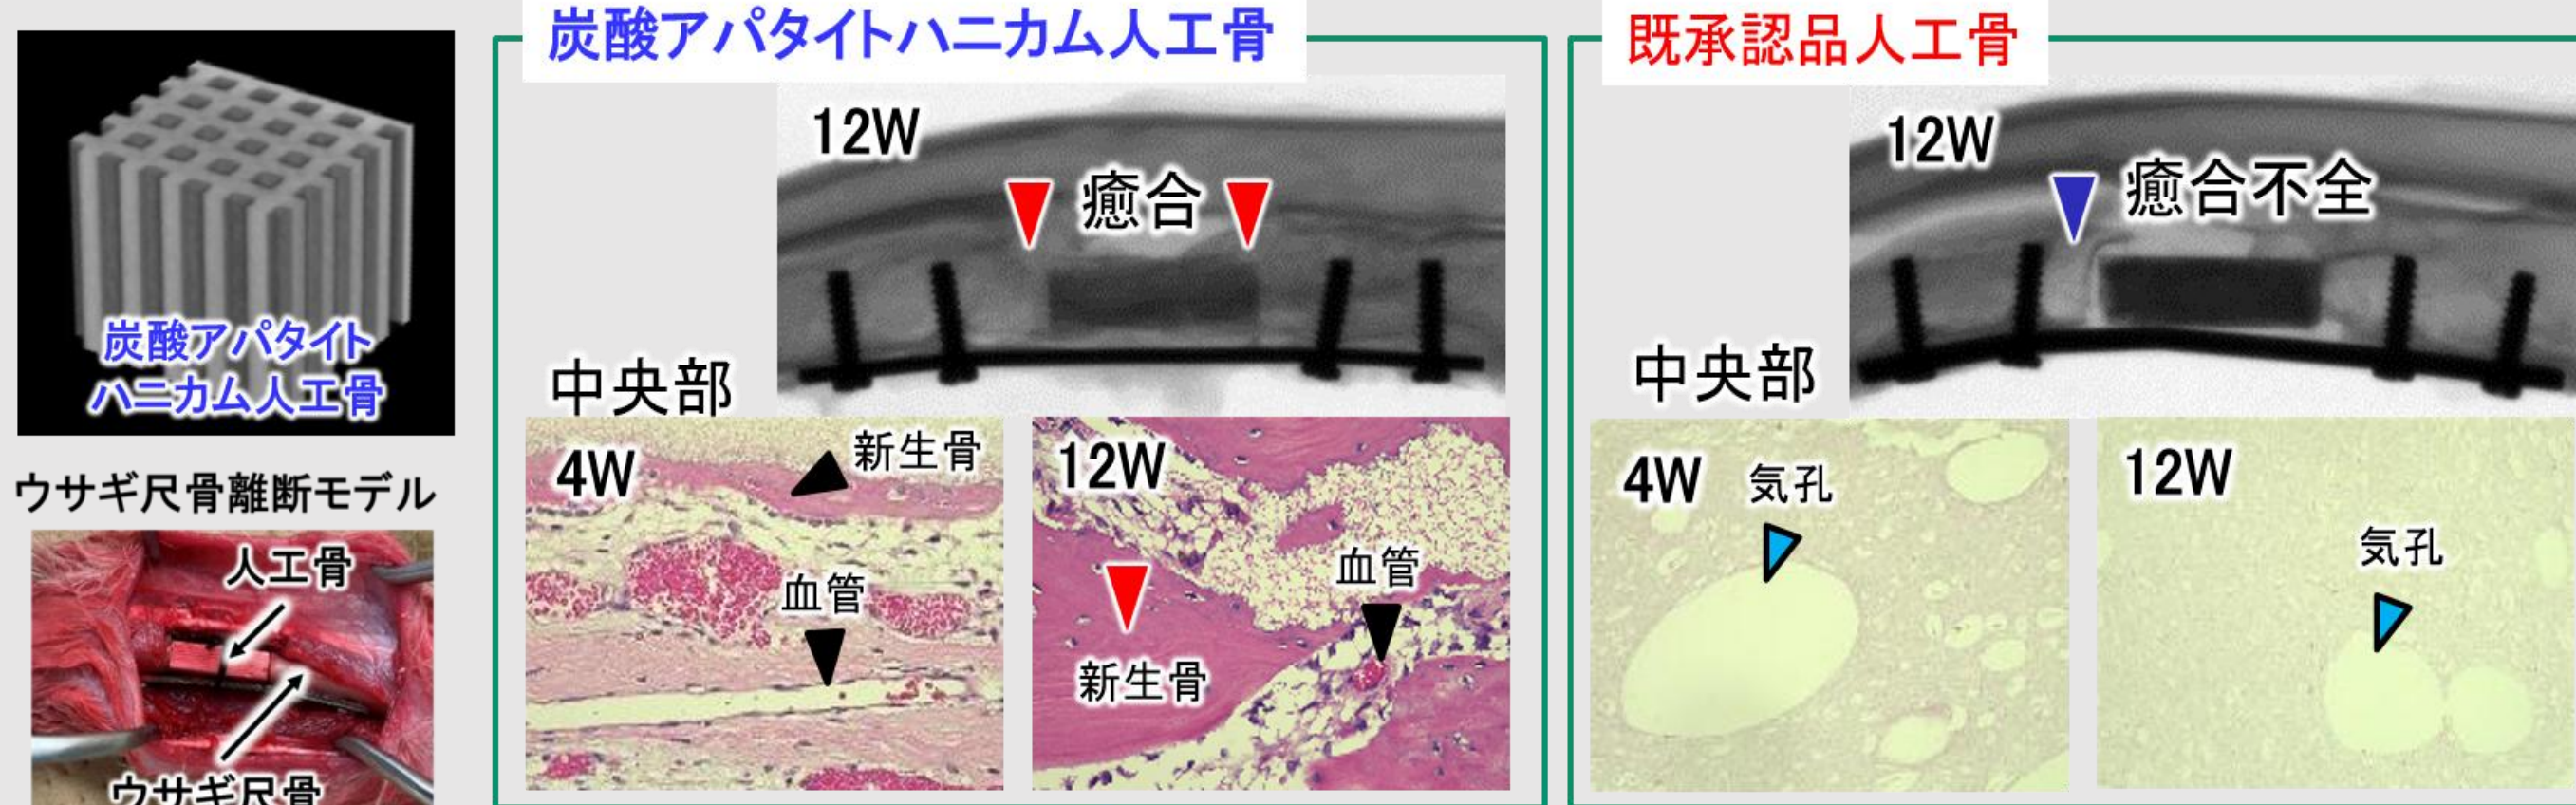 炭酸アパタイト
ハニカム人工骨
ウサギ尺骨離断モデル
人工骨
ウサギ尺骨
炭酸アパタイトハニカム人工骨
12W
癒合
中央部
4W
新生骨
血管
12W
血管
新生骨
既承認品人工骨
12W
癒合不全
中央部
4W
気孔
12W
気孔